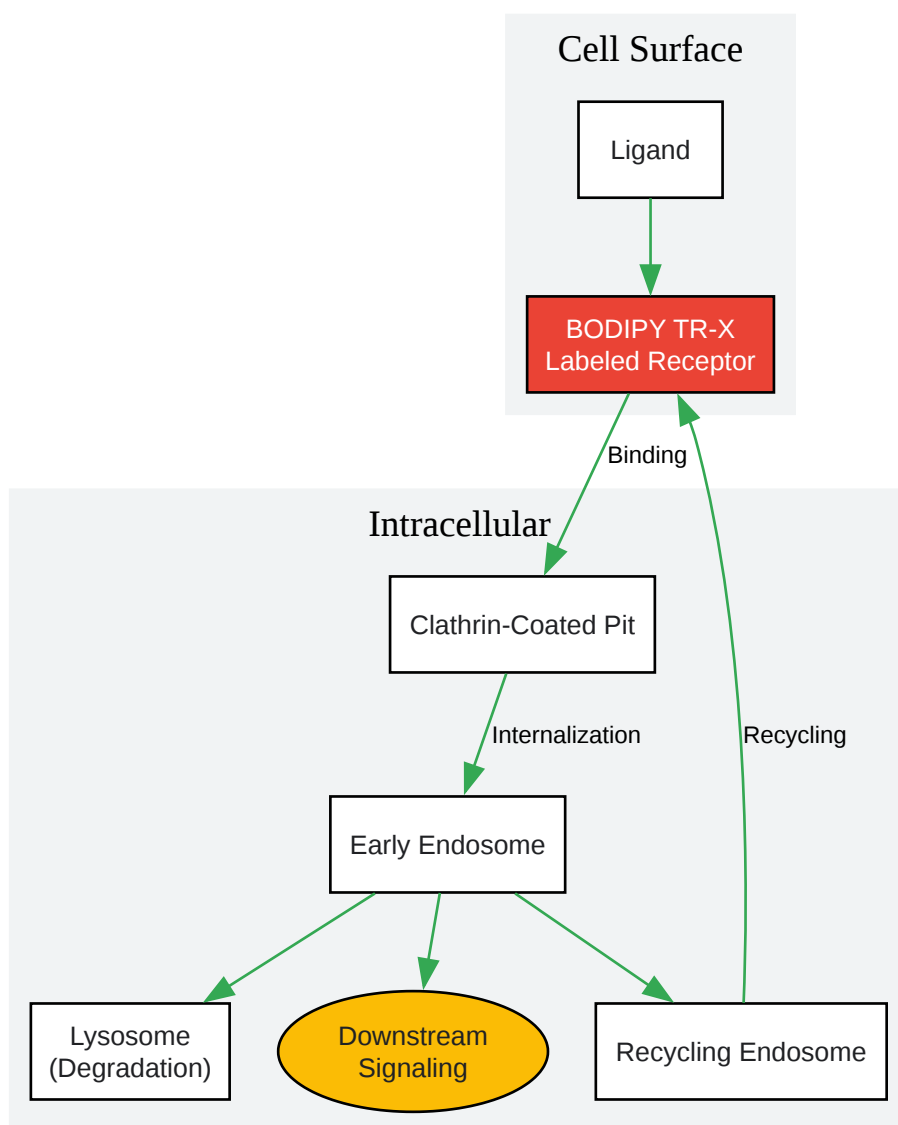 Cell Surface
Ligand
BODIPY TR-X
Labeled Receptor
Binding
Intracellular
Clathrin-Coated Pit
Internalization
Recycling
Early Endosome
Lysosome
(Degradation)
Downstream
Signaling
Recycling Endosome